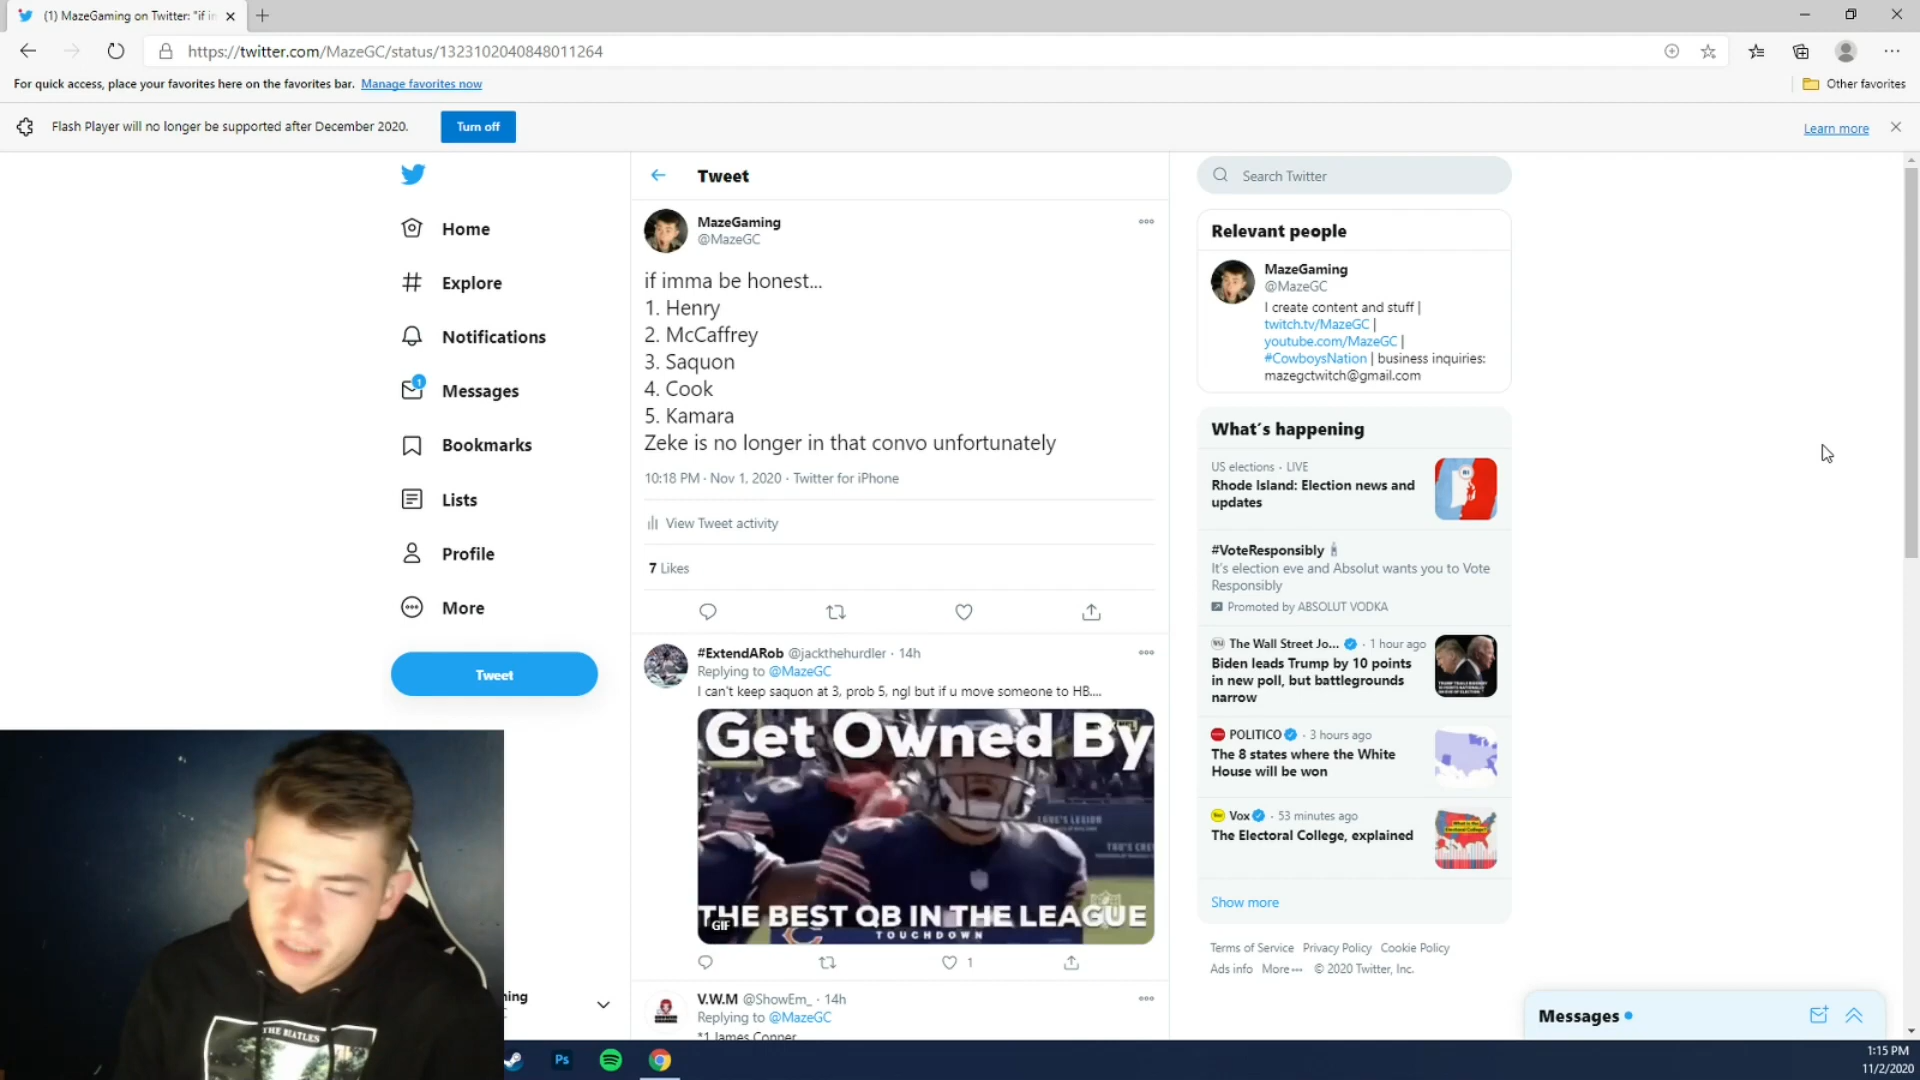 (1) MazeGaming on Twitter: "if i
https://twitter.com/MazeGC/status/1323102040848011264
For quick access, place your favorites here on the favorites bar. Manage favorites now
Other favorites
Flash Player will no longer be supported after December 2020. Turn off
Learn more
Home
Explore
Notifications
1
Messages
Bookmarks
Lists
Profile
More
Tweet
Tweet
MazeGaming
@MazeGC
if imma be honest...
1. Henry
2. McCaffrey
3. Saquon
4. Cook
5. Kamara
Zeke is no longer in that convo unfortunately
10:18 PM · Nov 1, 2020 · Twitter for iPhone
View Tweet activity
7 Likes
#ExtendARob @jackthehurdler · 14h
Replying to @MazeGC
I can't keep saquon at 3, prob 5, ngl but if u move someone to HB....
Get Owned By
THE BEST QB IN THE LEAGUE
TOUCHDOWN
GIF
1
V.W.M @ShowEm_ · 14h
Replying to @MazeGC
*1 James Conner
Search Twitter
Relevant people
MazeGaming
@MazeGC
I create content and stuff |
twitch.tv/MazeGC |
youtube.com/MazeGC |
#CowboysNation | business inquiries:
mazegctwitch@gmail.com
What's happening
US elections · LIVE
Rhode Island: Election news and
updates
#VoteResponsibly
It's election eve and Absolut wants you to Vote
Responsibly
Promoted by ABSOLUT VODKA
The Wall Street Jo... · 1 hour ago
Biden leads Trump by 10 points
in new poll, but battlegrounds
narrow
POLITICO · 3 hours ago
The 8 states where the White
House will be won
Vox · 53 minutes ago
The Electoral College, explained
Show more
Terms of Service Privacy Policy Cookie Policy
Ads info More © 2020 Twitter, Inc.
Messages
THE BEATLES
ning
Ps
1:15 PM
11/2/2020